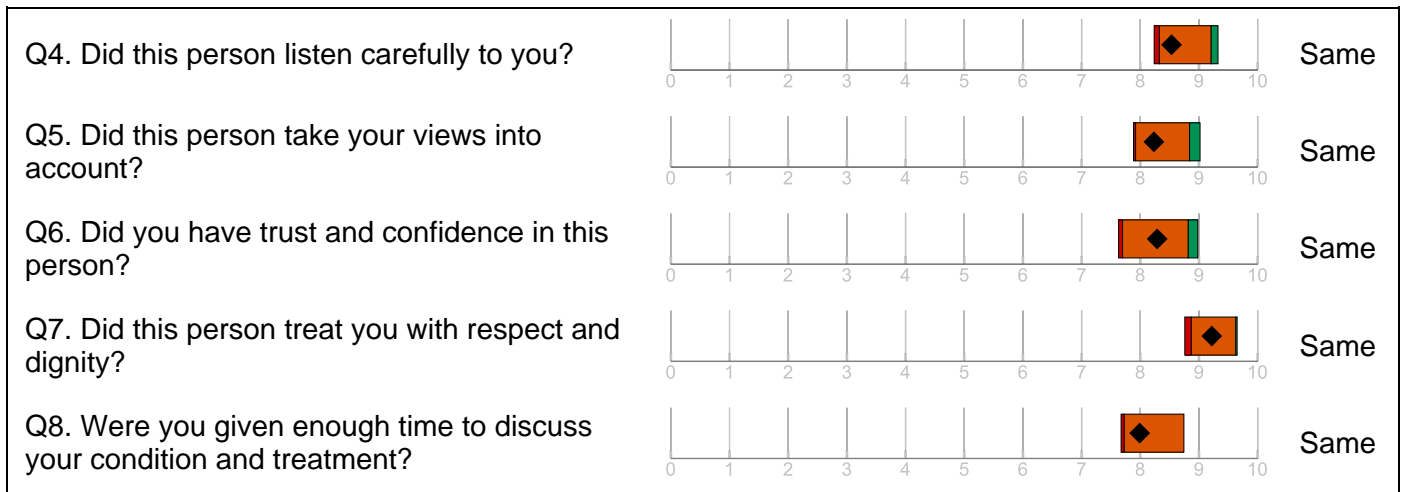 Q4. Did this person listen carefully to you?
Same
0 1 2 3 4 5 6 7 8 9 10
Q5. Did this person take your views into
account?
Same
0 1 2 3 4 5 6 7 8 9 10
Q6. Did you have trust and confidence in this
person?
Same
0 1 2 3 4 5 6 7 8 9 10
Q7. Did this person treat you with respect and
dignity?
Same
0 1 2 3 4 5 6 7 8 9 10
Q8. Were you given enough time to discuss
your condition and treatment?
Same
0 1 2 3 4 5 6 7 8 9 10